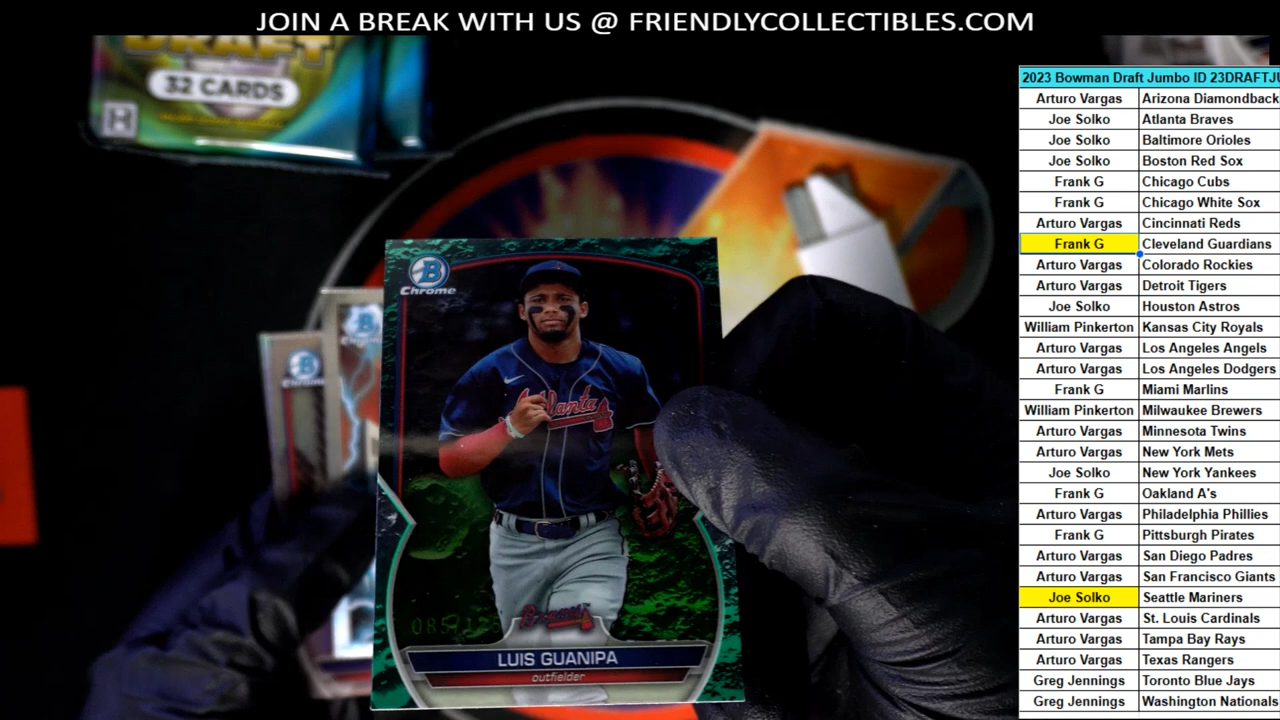 JOIN A BREAK WITH US @ FRIENDLYCOLLECTIBLES.COM
DRAFT
32 CARDS
H
B
Chrome
Atlanta
Braves
LUIS GUANIPA
outfielder
2023 Bowman Draft Jumbo ID 23DRAFTJU
Arturo Vargas Arizona Diamondback
Joe Solko Atlanta Braves
Joe Solko Baltimore Orioles
Joe Solko Boston Red Sox
Frank G Chicago Cubs
Frank G Chicago White Sox
Arturo Vargas Cincinnati Reds
Frank G Cleveland Guardians
Arturo Vargas Colorado Rockies
Arturo Vargas Detroit Tigers
Joe Solko Houston Astros
William Pinkerton Kansas City Royals
Arturo Vargas Los Angeles Angels
Arturo Vargas Los Angeles Dodgers
Frank G Miami Marlins
William Pinkerton Milwaukee Brewers
Arturo Vargas Minnesota Twins
Arturo Vargas New York Mets
Joe Solko New York Yankees
Frank G Oakland A's
Arturo Vargas Philadelphia Phillies
Frank G Pittsburgh Pirates
Arturo Vargas San Diego Padres
Arturo Vargas San Francisco Giants
Joe Solko Seattle Mariners
Arturo Vargas St. Louis Cardinals
Arturo Vargas Tampa Bay Rays
Arturo Vargas Texas Rangers
Greg Jennings Toronto Blue Jays
Greg Jennings Washington Nationals